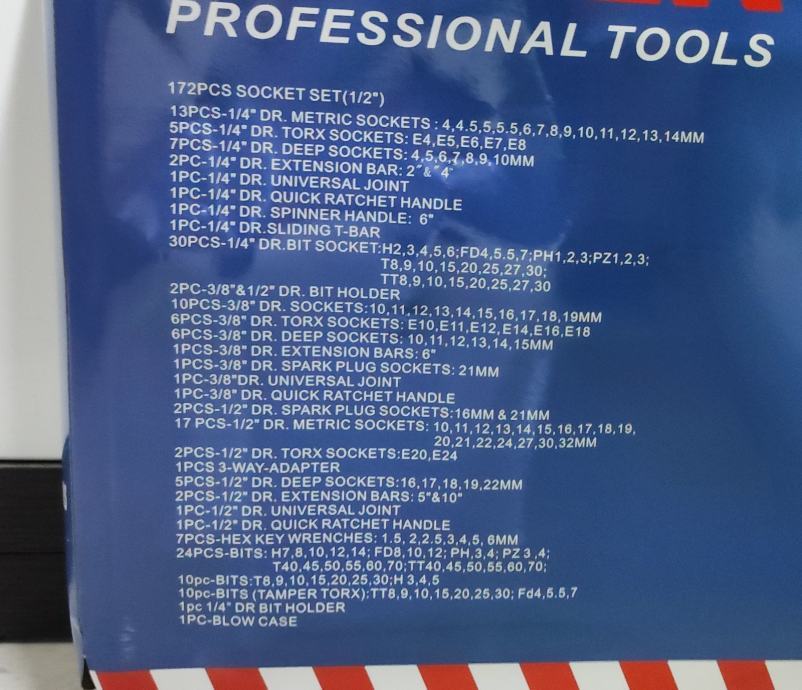 PROFESSIONAL TOOLS
172PCS SOCKET SET(1/2")
13PCS-1/4" DR. METRIC SOCKETS : 4,4.5,5,5.5,6,7,8,9,10,11,12,13,14MM
5PCS-1/4" DR. TORX SOCKETS: E4,E5,E6,E7,E8
7PCS-1/4" DR. DEEP SOCKETS: 4,5,6,7,8,9,10MM
2PC-1/4" DR. EXTENSION BAR: 2"&"4"
1PC-1/4" DR. UNIVERSAL JOINT
1PC-1/4" DR. QUICK RATCHET HANDLE
1PC-1/4" DR. SPINNER HANDLE: 6"
1PC-1/4" DR.SLIDING T-BAR
30PCS-1/4" DR.BIT SOCKET:H2,3,4,5,6;FD4,5.5,7;PH1,2,3;PZ1,2,3;
T8,9,10,15,20,25,27,30;
TT8,9,10,15,20,25,27,30
2PC-3/8"&1/2" DR. BIT HOLDER
10PCS-3/8" DR. SOCKETS:10,11,12,13,14,15,16,17,18,19MM
6PCS-3/8" DR. TORX SOCKETS: E10,E11,E12,E14,E16,E18
6PCS-3/8" DR. DEEP SOCKETS: 10,11,12,13,14,15MM
1PCS-3/8" DR. EXTENSION BARS: 6"
1PCS-3/8" DR. SPARK PLUG SOCKETS: 21MM
1PC-3/8"DR. UNIVERSAL JOINT
1PC-3/8" DR. QUICK RATCHET HANDLE
2PCS-1/2" DR. SPARK PLUG SOCKETS:16MM & 21MM
17 PCS-1/2" DR. METRIC SOCKETS: 10,11,12,13,14,15,16,17,18,19,
20,21,22,24,27,30,32MM
2PCS-1/2" DR. TORX SOCKETS:E20,E24
1PCS 3-WAY-ADAPTER
5PCS-1/2" DR. DEEP SOCKETS:16,17,18,19,22MM
2PCS-1/2" DR. EXTENSION BARS: 5"&10"
1PC-1/2" DR. UNIVERSAL JOINT
1PC-1/2" DR. QUICK RATCHET HANDLE
7PCS-HEX KEY WRENCHES: 1.5, 2,2.5,3,4,5, 6MM
24PCS-BITS: H7,8,10,12,14; FD8,10,12; PH,3,4; PZ 3 ,4;
T40,45,50,55,60,70;TT40,45,50,55,60,70;
10pc-BITS:T8,9,10,15,20,25,30;H 3,4,5
10pc-BITS (TAMPER TORX):TT8,9,10,15,20,25,30; Fd4,5.5,7
1pc 1/4" DR BIT HOLDER
1PC-BLOW CASE